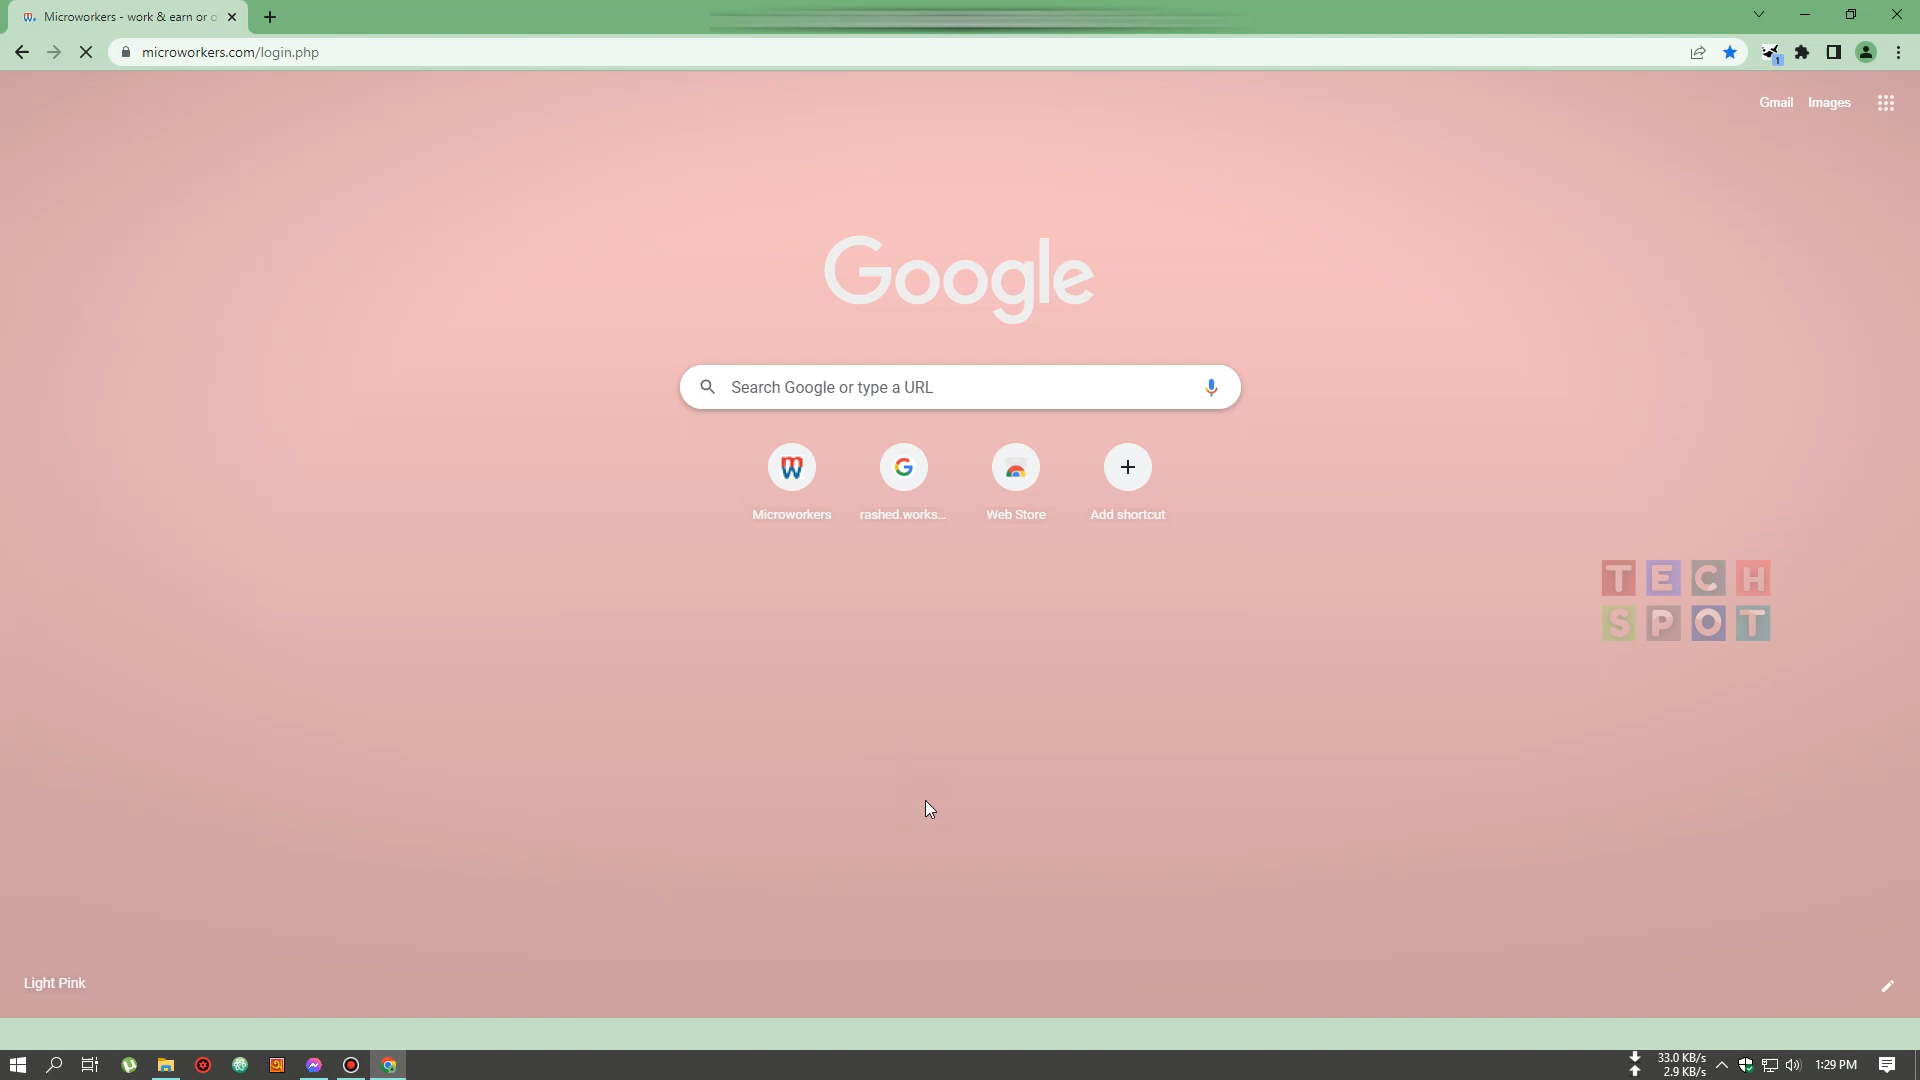 Microworkers - work & earn or o
microworkers.com/login.php
1
Gmail Images
Google
Search Google or type a URL
Microworkers rashed.works... Web Store Add shortcut
TECH
SPOT
Light Pink
33.0 KB/s
2.9 KB/s
1:29 PM